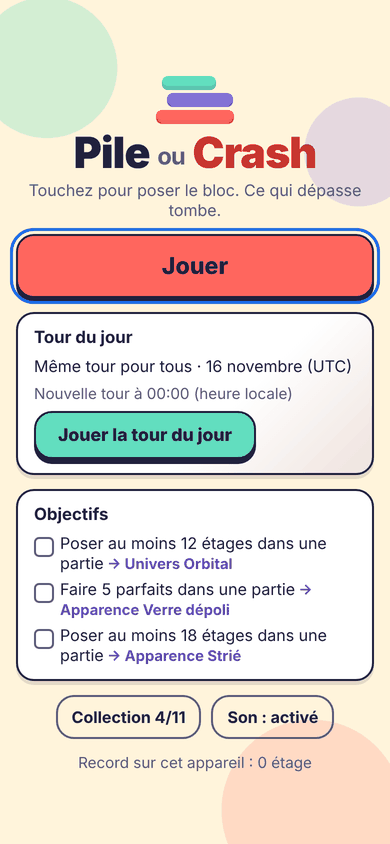 Pile ou Crash
Touchez pour poser le bloc. Ce qui dépasse
tombe.
Jouer
Tour du jour
Même tour pour tous · 16 novembre (UTC)
Nouvelle tour à 00:00 (heure locale)
Jouer la tour du jour
Objectifs
Poser au moins 12 étages dans une
partie → Univers Orbital
Faire 5 parfaits dans une partie →
Apparence Verre dépoli
Poser au moins 18 étages dans une
partie → Apparence Strié
Collection 4/11
Son : activé
Record sur cet appareil : 0 étage